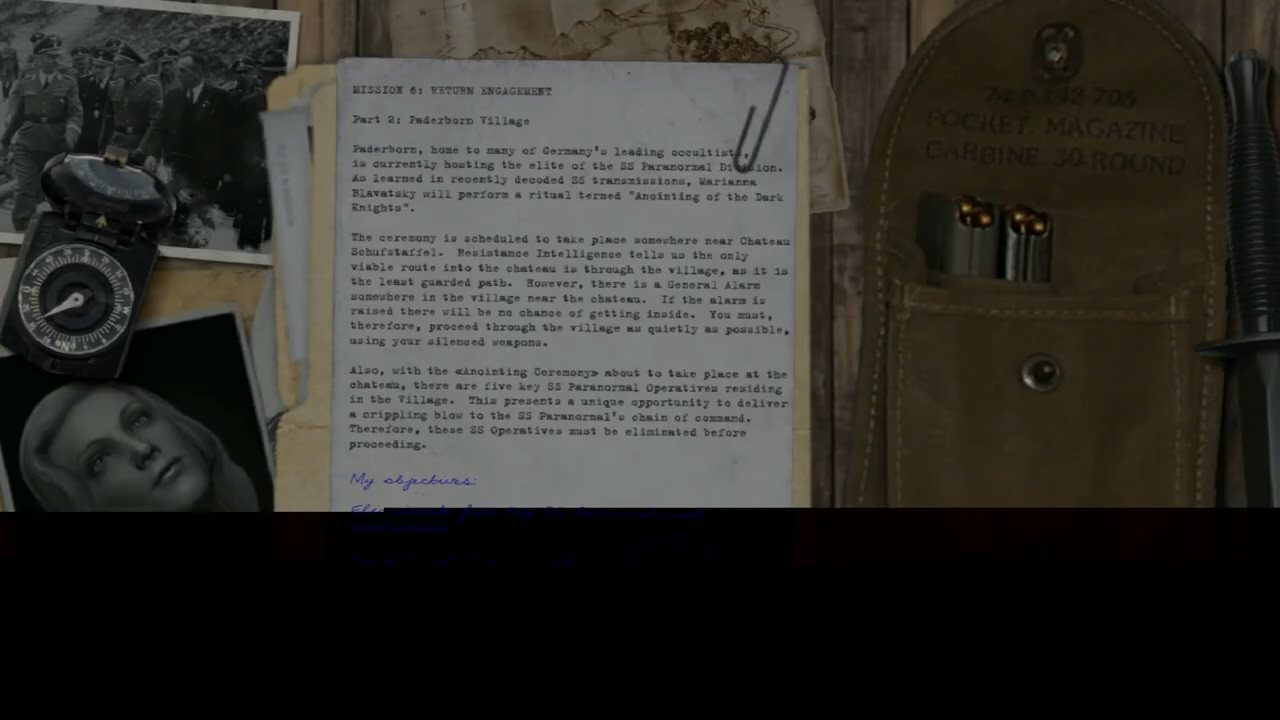 MISSION 6: RETURN ENGAGEMENT
Part 2: Paderborn Village
Paderborn, home to many of Germany's leading occultists,
is currently hosting the elite of the SS Paranormal Division.
As learned in recently decoded SS transmissions, Marianna
Blavatsky will perform a ritual termed "Anointing of the Dark
Knights".
The ceremony is scheduled to take place somewhere near Chateau
Schufstaffel. Resistance Intelligence tells us the only
viable route into the chateau is through the village, as it is
the least guarded path. However, there is a General Alarm
somewhere in the village near the chateau. If the alarm is
raised there will be no chance of getting inside. You must,
therefore, proceed through the village as quietly as possible,
using your silenced weapons.
Also, with the «Anointing Ceremony» about to take place at the
chateau, there are five key SS Paranormal Operatives residing
in the Village. This presents a unique opportunity to deliver
a crippling blow to the SS Paranormal's chain of command.
Therefore, these SS Operatives must be eliminated before
proceeding.
My objectives:
POCKET MAGAZINE
CARBINE 30-ROUND